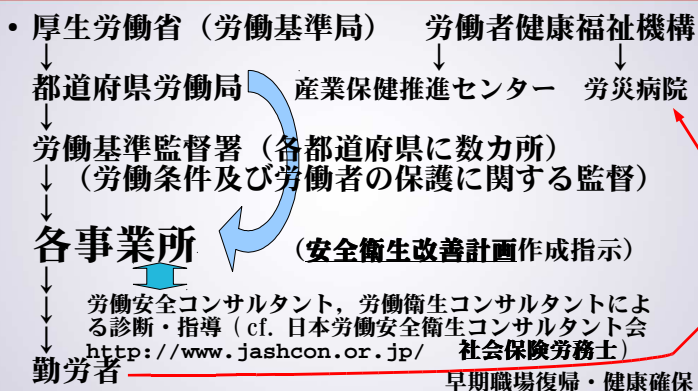 • 厚生労働省（労働基準局）　労働者健康福祉機構
↓　↓　↓
都道府県労働局　産業保健推進センター　労災病院
↓
労働基準監督署（各都道府県に数カ所）
↓（労働条件及び労働者の保護に関する監督）
↓
各事業所　（安全衛生改善計画作成指示）
↓
↓ 労働安全コンサルタント，労働衛生コンサルタントによ
る診断・指導（cf. 日本労働安全衛生コンサルタント会
↓ http://www.jashcon.or.jp/　社会保険労務士）
勤労者
早期職場復帰・健康確保